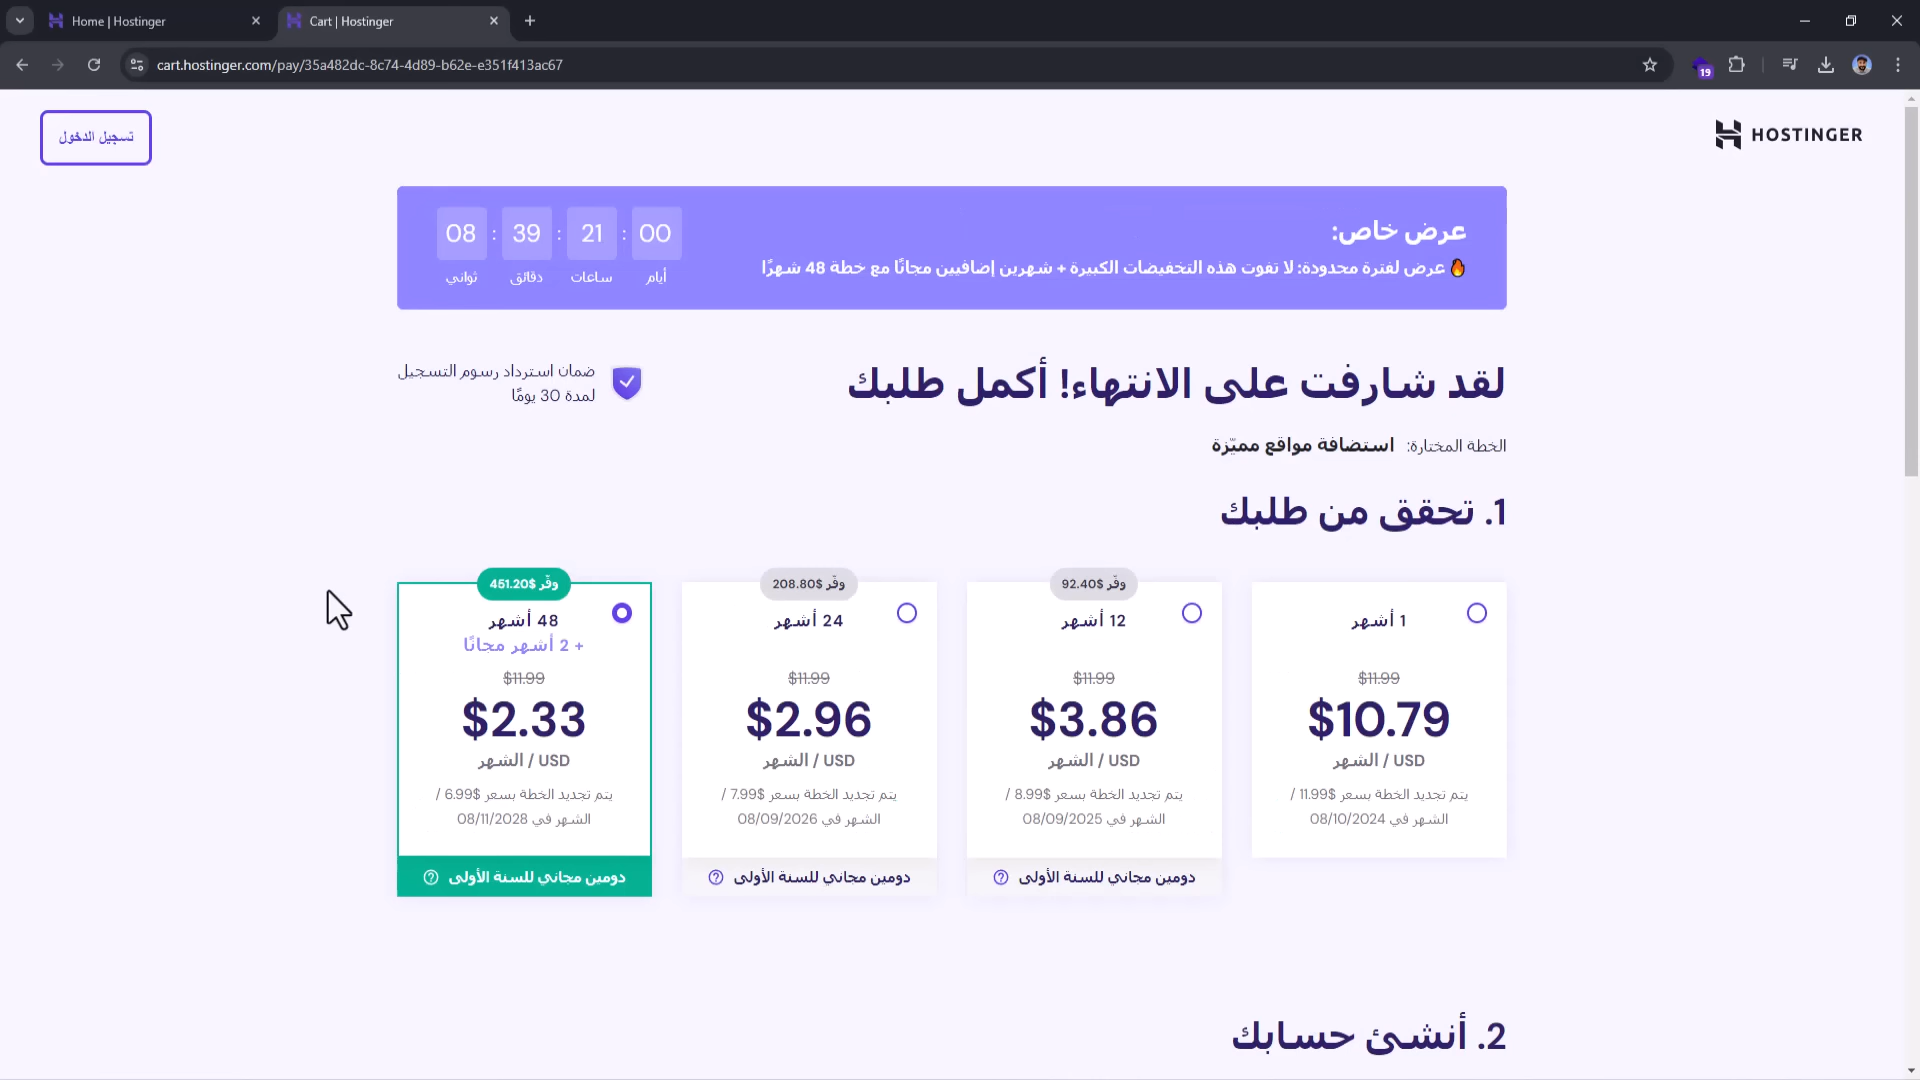 Home | Hostinger
Cart | Hostinger
cart.hostinger.com/pay/35a482dc-8c74-4d89-b62e-e351f413ac67
19
HOSTINGER
تسجيل الدخول
عرض خاص:
🔥 عرض لفترة محدودة: لا تفوت هذه التخفيضات الكبيرة + شهرين إضافيين مجانًا مع خطة 48 شهرًا
08 : 39 : 21 : 00
أيام ساعات دقائق ثواني
لقد شارفت على الانتهاء! أكمل طلبك
ضمان استرداد رسوم التسجيل
لمدة 30 يومًا
الخطة المختارة: استضافة مواقع مميّزة
1. تحقق من طلبك
1 أشهر
$11.99
$10.79
USD / الشهر
يتم تجديد الخطة بسعر $11.99 /
الشهر في 08/10/2024
وفّر $92.40
12 أشهر
$11.99
$3.86
USD / الشهر
يتم تجديد الخطة بسعر $8.99 /
الشهر في 08/09/2025
دومين مجاني للسنة الأولى
وفّر $208.80
24 أشهر
$11.99
$2.96
USD / الشهر
يتم تجديد الخطة بسعر $7.99 /
الشهر في 08/09/2026
دومين مجاني للسنة الأولى
وفّر $451.20
48 أشهر
+ 2 أشهر مجانًا
$11.99
$2.33
USD / الشهر
يتم تجديد الخطة بسعر $6.99 /
الشهر في 08/11/2028
دومين مجاني للسنة الأولى
2. أنشئ حسابك